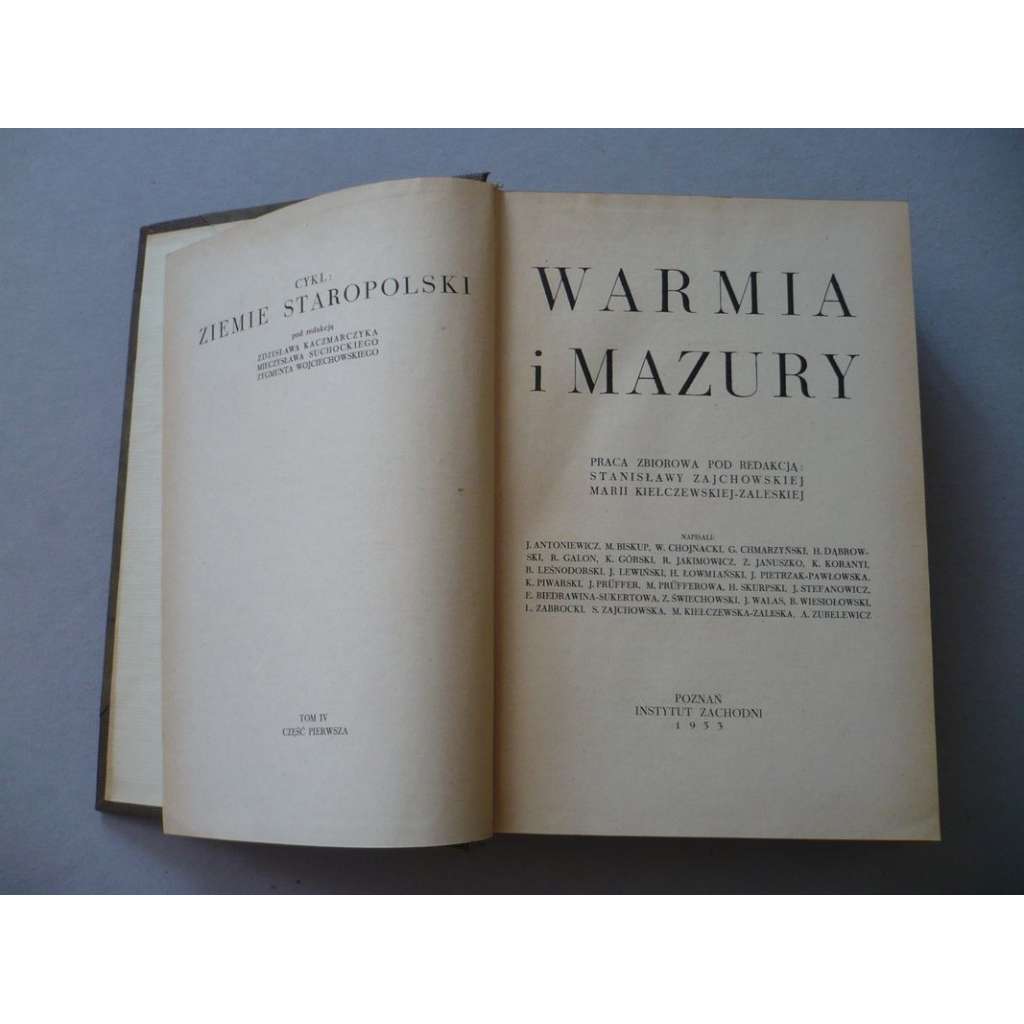 CYKL:
ZIEMIE STAROPOLSKI
pod redakcją
ZDZISŁAWA KACZMARCZYKA
MIECZYSŁAWA SUCHOCKIEGO
ZYGMUNTA WOJCIECHOWSKIEGO
TOM IV
CZĘŚĆ PIERWSZA
WARMIA
i MAZURY
PRACA ZBIOROWA POD REDAKCJĄ:
STANISŁAWY ZAJCHOWSKIEJ
MARII KIEŁCZEWSKIEJ-ZALESKIEJ
NAPISALI:
J. ANTONIEWICZ, M. BISKUP, W. CHOJNACKI, G. CHMARZYŃSKI, H. DĄBROW-
SKI, R. GALON, K. GÓRSKI, R. JAKIMOWICZ, Z. JANUSZKO, K. KORANYI,
B. LEŚNODORSKI, J. LEWIŃSKI, H. ŁOWMIAŃSKI, J. PIETRZAK-PAWŁOWSKA,
K. PIWARSKI, J. PRÜFFER, M. PRÜFFEROWA, H. SKURPSKI, J. STEFANOWICZ,
E. BIEDRAWINA-SUKERTOWA, Z. ŚWIECHOWSKI, J. WALAS, B. WIESIOŁOWSKI,
L. ZABROCKI, S. ZAJCHOWSKA, M. KIEŁCZEWSKA-ZALESKA, A. ZUBELEWICZ
POZNAŃ
INSTYTUT ZACHODNI
1953